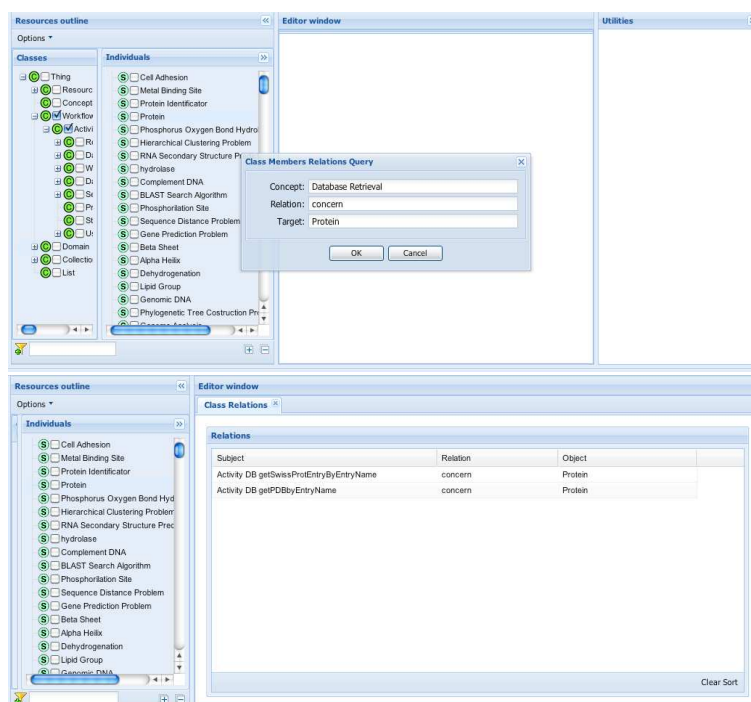 Resources outline
Editor window
Utilities
Options
Classes
Individuals
Thing
Resourc
Concept
Workflow
Activi
Domain
Collectio
List
Cell Adhesion
Metal Binding Site
Protein Identificator
Protein
Phosphorus Oxygen Bond Hydro
Hierarchical Clustering Problem
RNA Secondary Structure Pr
hydrolase
Complement DNA
BLAST Search Algorithm
Phosphorilation Site
Sequence Distance Problem
Gene Prediction Problem
Beta Sheet
Alpha Heilix
Dehydrogenation
Lipid Group
Genomic DNA
Phylogenetic Tree Costruction Pr
Class Members Relations Query
Concept: Database Retrieval
Relation: concern
Target: Protein
OK Cancel
Resources outline
Editor window
Options
Class Relations
Individuals
Cell Adhesion
Metal Binding Site
Protein Identificator
Protein
Phosphorus Oxygen Bond Hyd
Hierarchical Clustering Problem
RNA Secondary Structure Prec
hydrolase
Complement DNA
BLAST Search Algorithm
Phosphorilation Site
Sequence Distance Problem
Gene Prediction Problem
Beta Sheet
Alpha Heilix
Dehydrogenation
Lipid Group
Genomic DNA
Relations
Subject Relation Object
Activity DB getSwissProtEntryByEntryName concern Protein
Activity DB getPDBbyEntryName concern Protein
Clear Sort